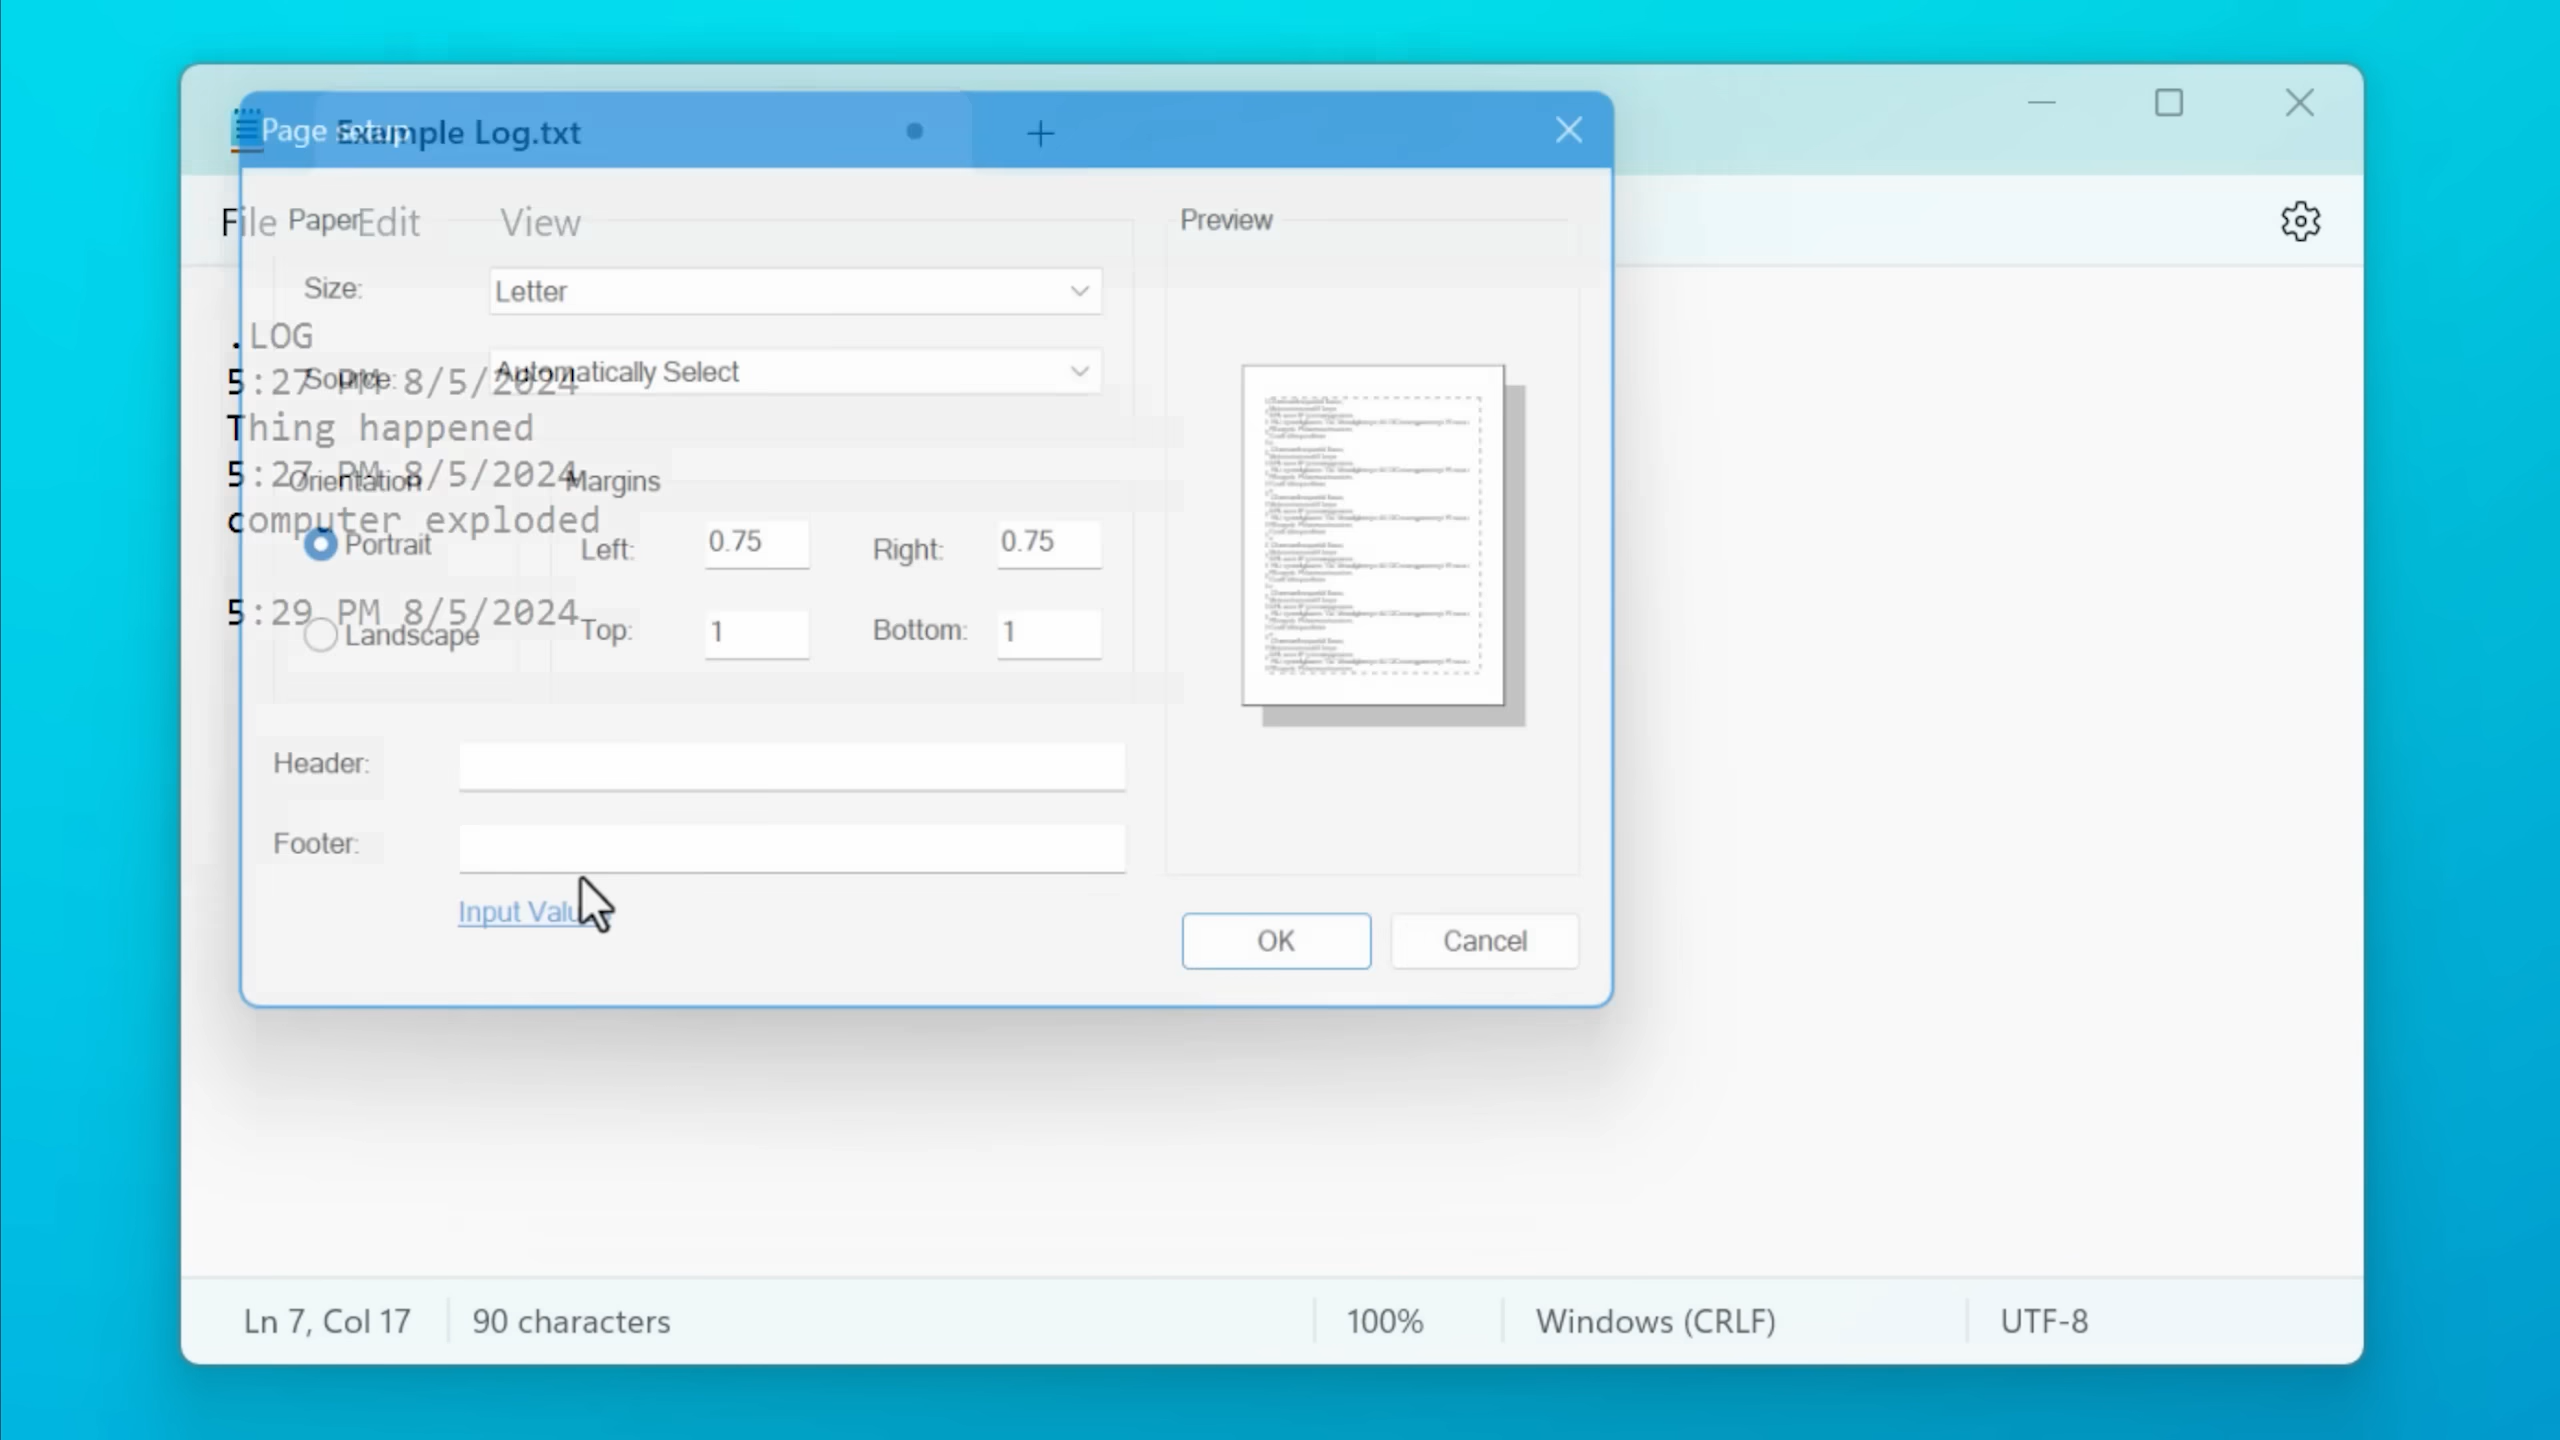 Page setup
Example Log.txt
File Edit View
Paper
Preview
Size:
Letter
.LOG
Source:
Automatically Select
5:27 PM 8/5/2024
Thing happened
5:27 PM 8/5/2024
Orientation
Margins
computer exploded
Portrait
Left:
0.75
Right:
0.75
5:29 PM 8/5/2024
Landscape
Top:
1
Bottom:
1
Header:
Footer:
Input
OK
Cancel
Ln 7, Col 17
90 characters
100%
Windows (CRLF)
UTF-8